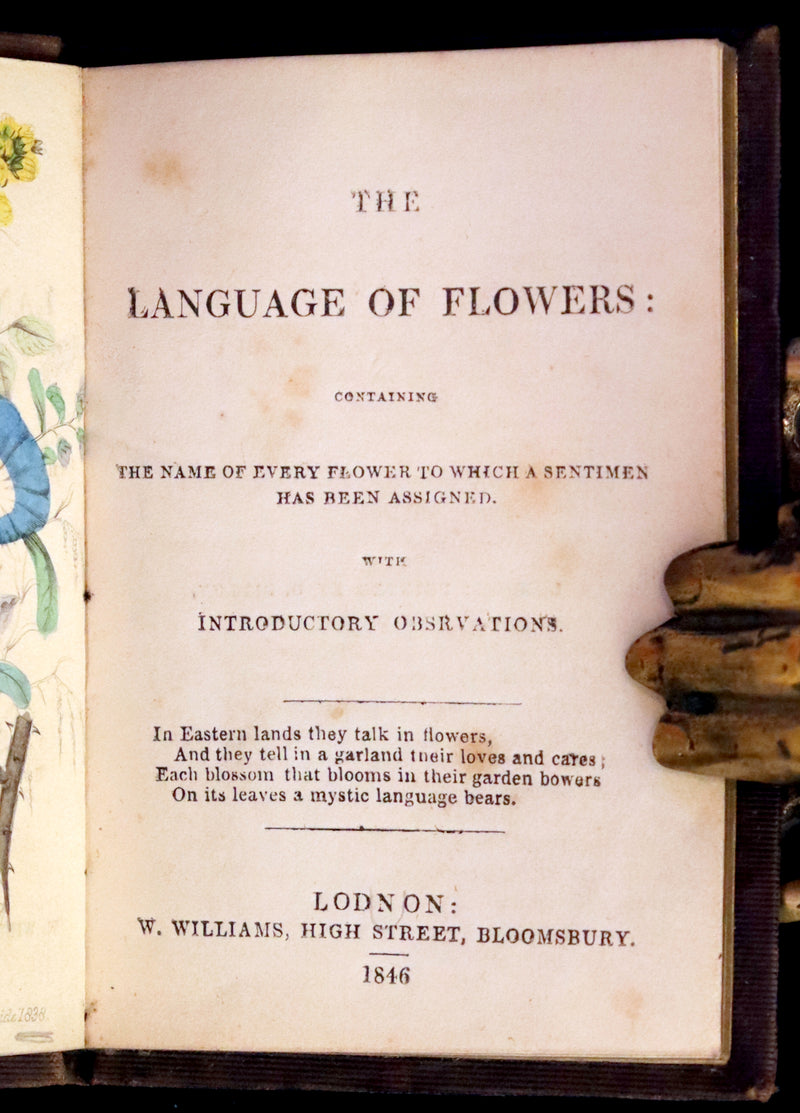 THE
LANGUAGE OF FLOWERS:
CONTAINING
THE NAME OF EVERY FLOWER TO WHICH A SENTIMEN
HAS BEEN ASSIGNED.
WITH
INTRODUCTORY OBSRVATIONS.
In Eastern lands they talk in flowers,
And they tell in a garland their loves and cares;
Each blossom that blooms in their garden bowers
On its leaves a mystic language bears.
LODNON:
W. WILLIAMS, HIGH STREET, BLOOMSBURY.
1846
1838.